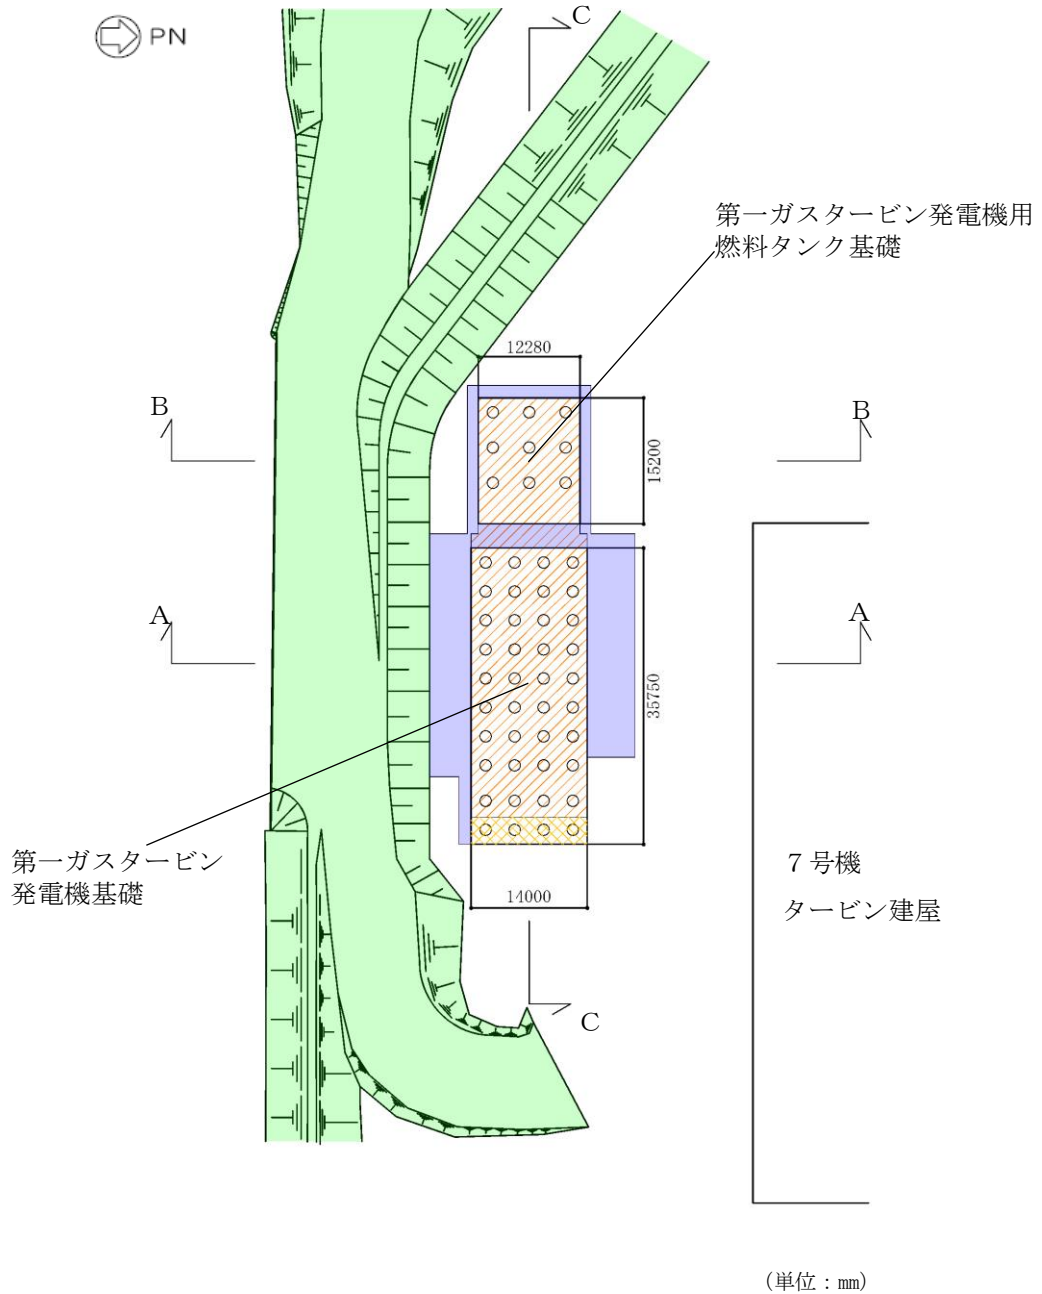 PN
C
第一ガスタービン発電機用
燃料タンク基礎
12280
B
B
15200
A
A
35750
第一ガスタービン
発電機基礎
14000
7号機
タービン建屋
C
(単位:㎜)